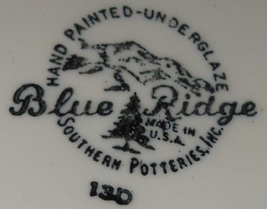 HAND PAINTED-UNDERGLAZE
Blue Ridge
MADE IN
U.S.A.
SOUTHERN POTTERIES, INC.
130